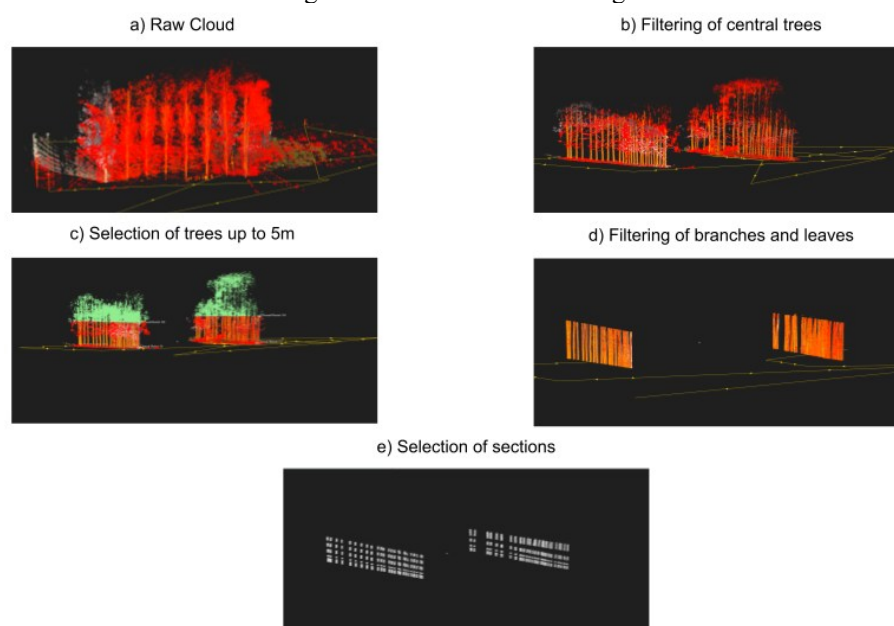 a) Raw Cloud
b) Filtering of central trees
c) Selection of trees up to 5m
d) Filtering of branches and leaves
e) Selection of sections